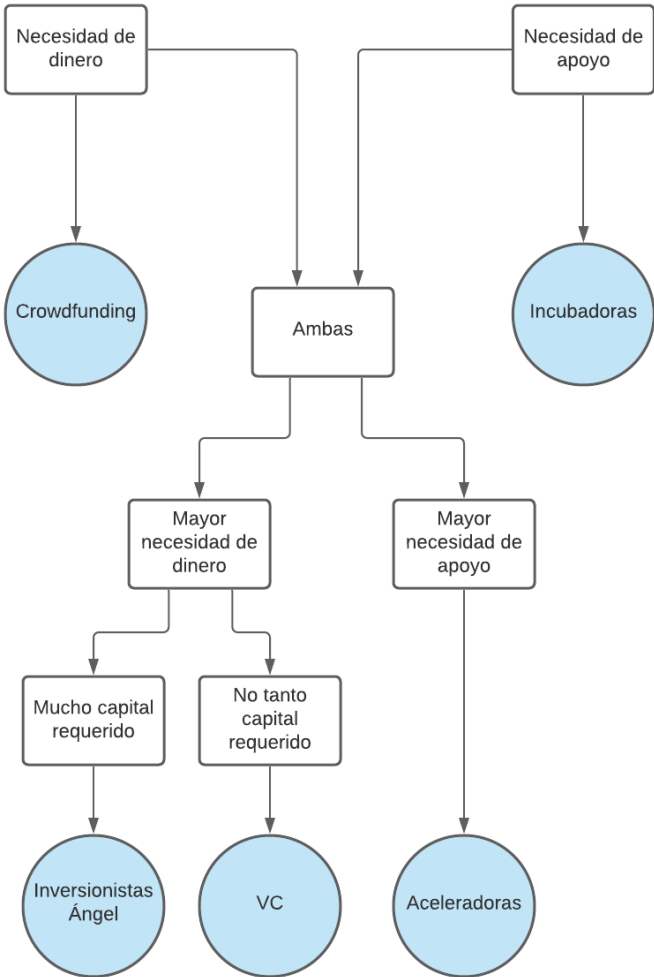 Necesidad de
dinero
Necesidad de
apoyo
Crowdfunding
Incubadoras
Ambas
Mayor
necesidad de
dinero
Mayor
necesidad de
apoyo
Mucho capital
requerido
No tanto
capital
requerido
Inversionistas
Ángel
VC
Aceleradoras